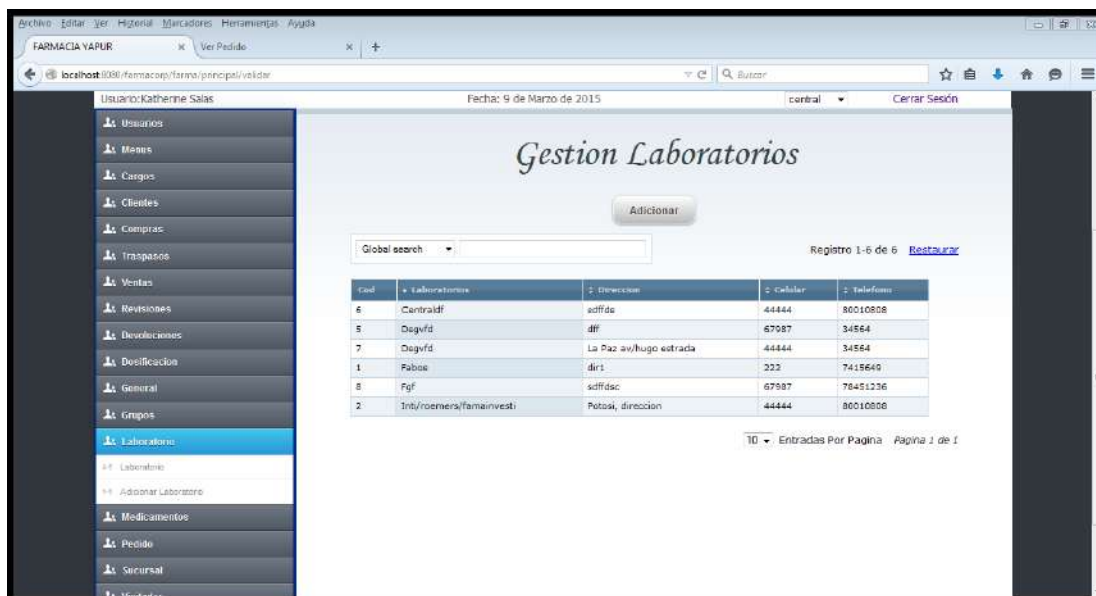 Archivo Editar Ver Historial Marcadores Herramientas Ayuda
FARMACIA YAPUR
Ver Pedido
localhost:8080/farmacorp/farma/principal/validar
Buscar
Usuario:Katherine Salas
Fecha: 9 de Marzo de 2015
central
Cerrar Sesión
Usuarios
Menus
Cargos
Clientes
Compras
Traspasos
Ventas
Revisiones
Devoluciones
Dosificacion
General
Grupos
Laboratorio
Laboratorio
Adicionar Laboratorio
Medicamentos
Pedido
Sucursal
Gestion Laboratorios
Adicionar
Global search
Registro 1-6 de 6 Restaurar
Cod Laboratorios Direccion Celular Telefono
6 Centraldf sdffds 44444 80010808
5 Dsgvfd dff 67987 34564
7 Dsgvfd La Paz av/hugo estrada 44444 34564
1 Fabos dir1 222 7415649
8 Fgf sdffdsc 67987 78451236
2 Inti/roemers/famainvesti Potosi, direccion 44444 80010808
10 Entradas Por Pagina Pagina 1 de 1